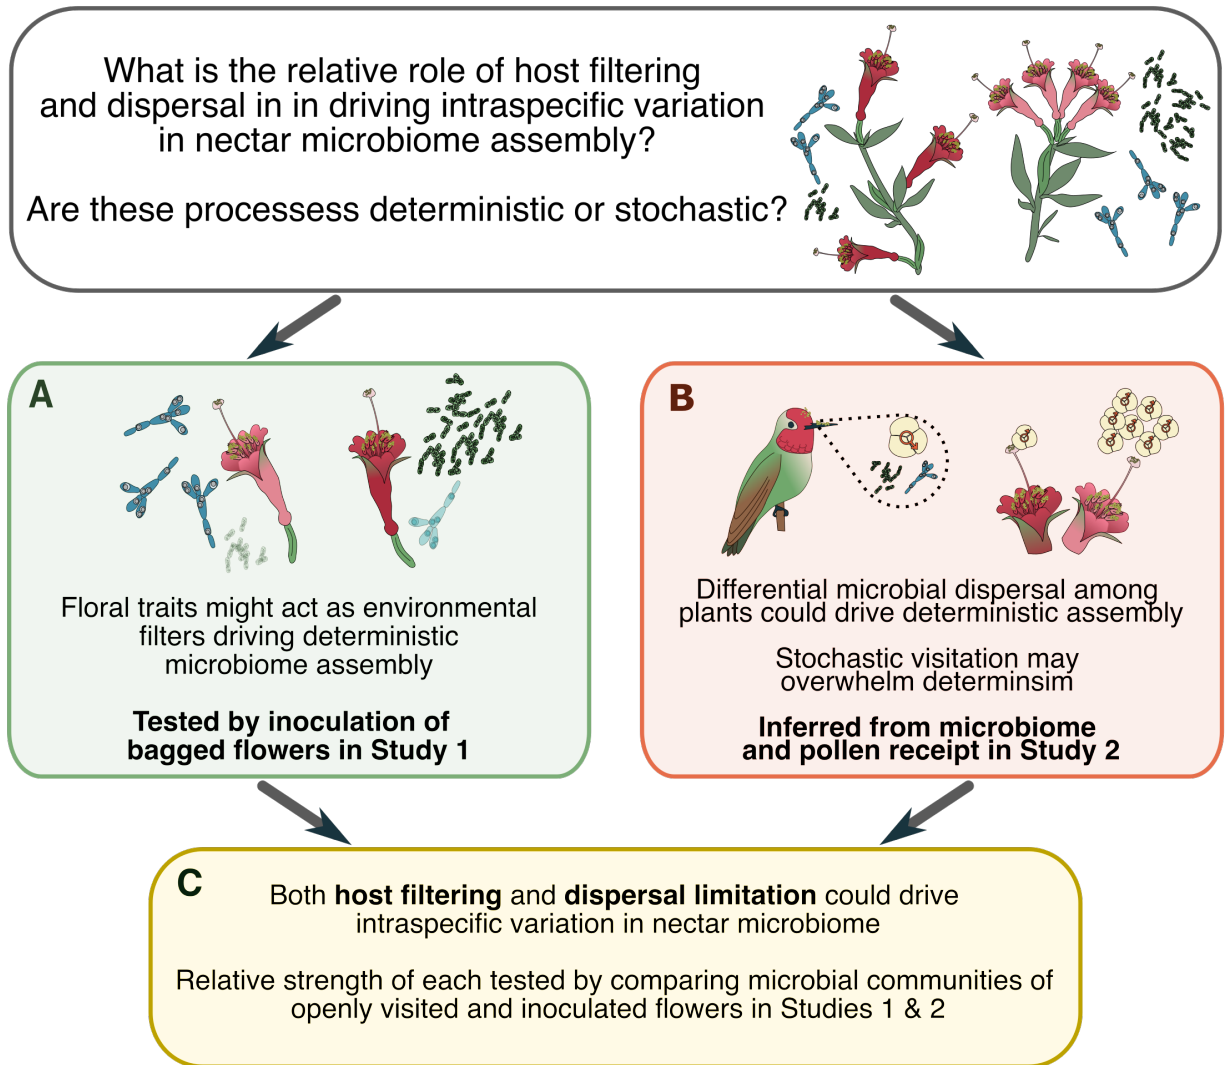 What is the relative role of host filtering
and dispersal in in driving intraspecific variation
in nectar microbiome assembly?
Are these processess deterministic or stochastic?
A
Floral traits might act as environmental
filters driving deterministic
microbiome assembly
Tested by inoculation of
bagged flowers in Study 1
B
Differential microbial dispersal among
plants could drive deterministic assembly
Stochastic visitation may
overwhelm determinsim
Inferred from microbiome
and pollen receipt in Study 2
C
Both host filtering and dispersal limitation could drive
intraspecific variation in nectar microbiome
Relative strength of each tested by comparing microbial communities of
openly visited and inoculated flowers in Studies 1 & 2